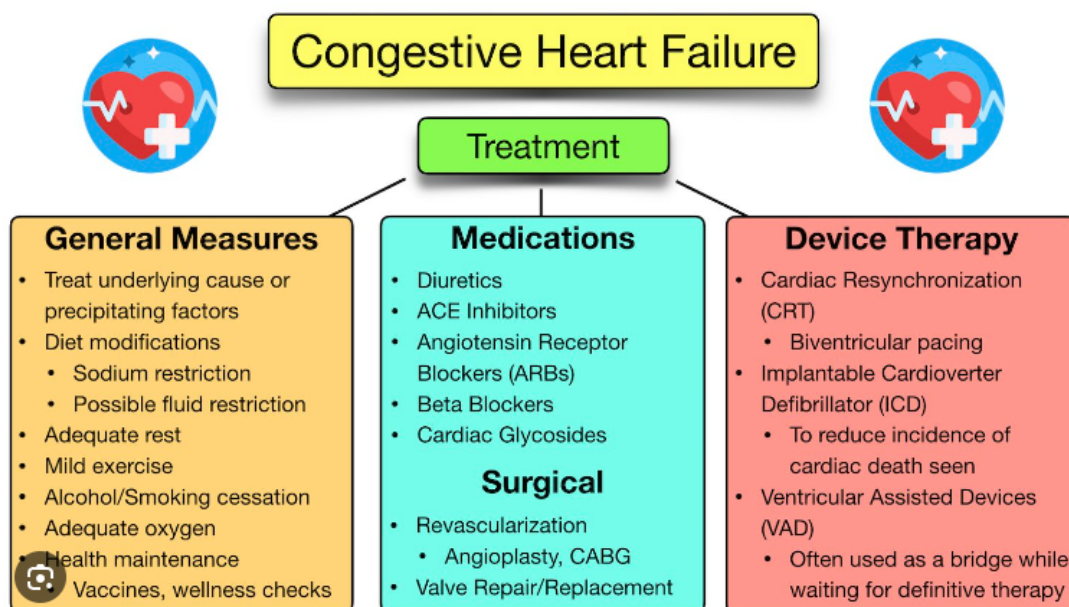 Congestive Heart Failure
Treatment
General Measures
• Treat underlying cause or
precipitating factors
• Diet modifications
• Sodium restriction
• Possible fluid restriction
• Adequate rest
• Mild exercise
• Alcohol/Smoking cessation
• Adequate oxygen
• Health maintenance
• Vaccines, wellness checks
Medications
• Diuretics
• ACE Inhibitors
• Angiotensin Receptor
Blockers (ARBs)
• Beta Blockers
• Cardiac Glycosides
Surgical
• Revascularization
• Angioplasty, CABG
• Valve Repair/Replacement
Device Therapy
• Cardiac Resynchronization
(CRT)
• Biventricular pacing
• Implantable Cardioverter
Defibrillator (ICD)
• To reduce incidence of
cardiac death seen
• Ventricular Assisted Devices
(VAD)
• Often used as a bridge while
waiting for definitive therapy